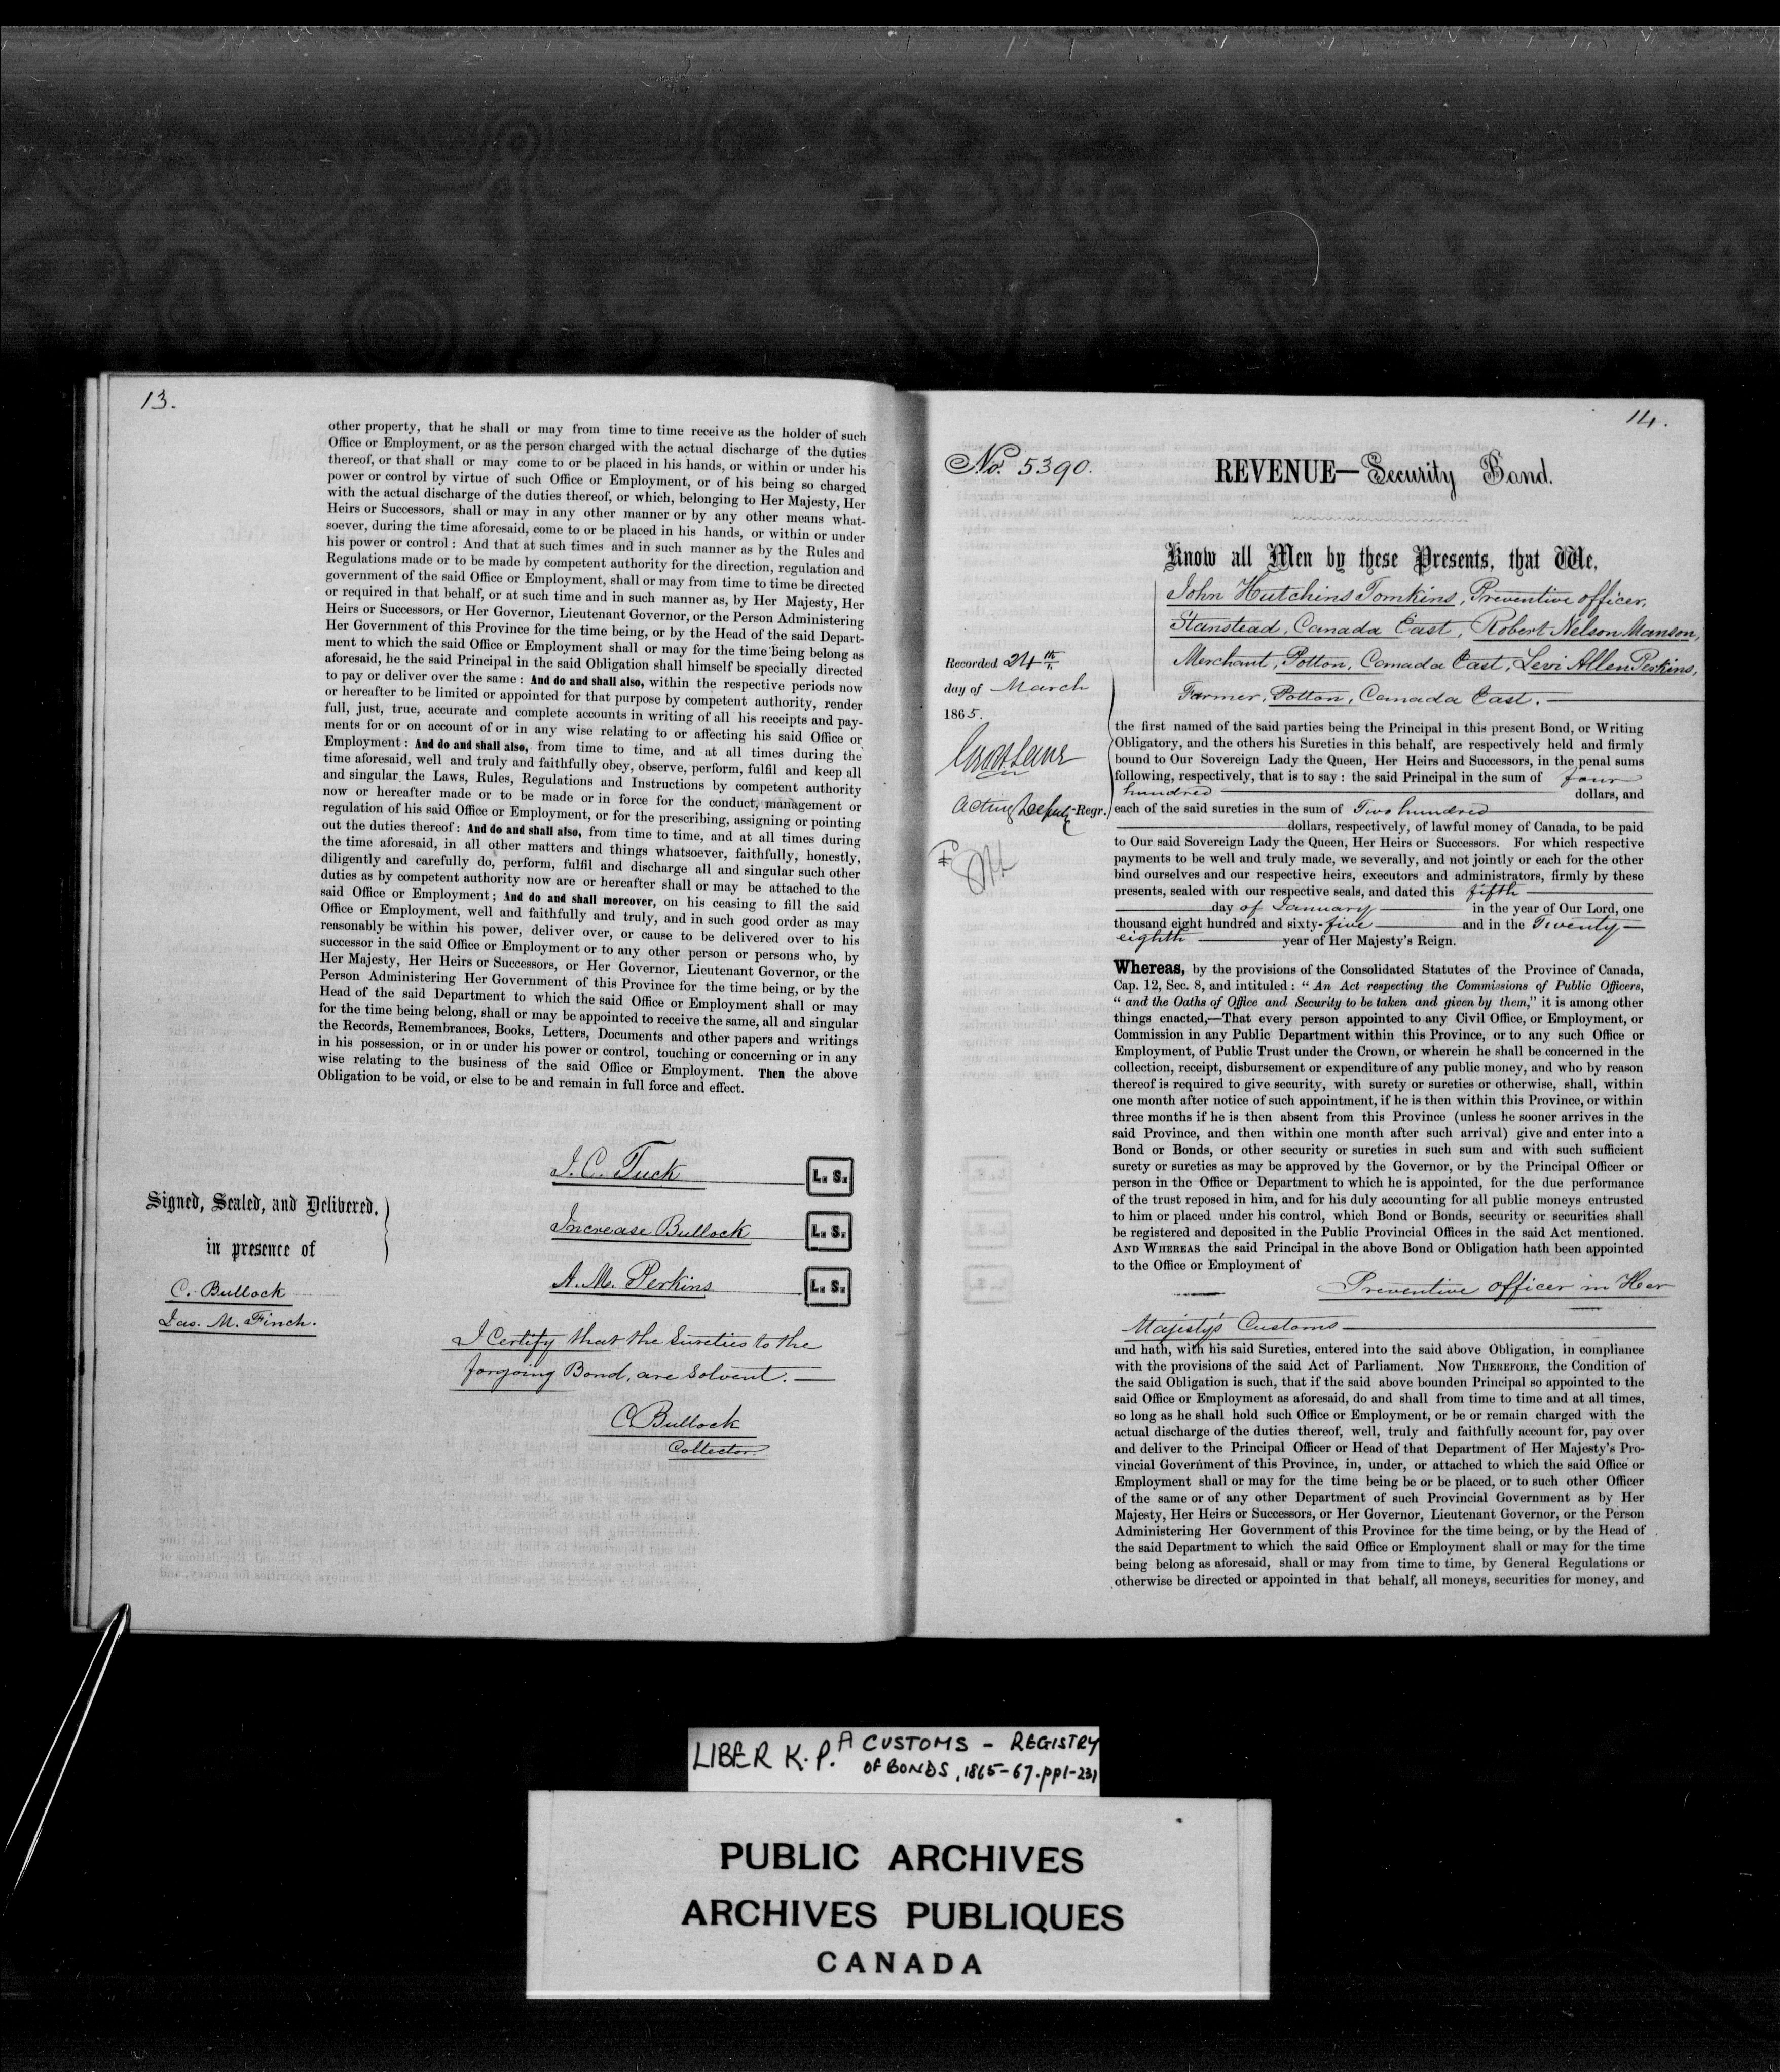 13.
other property, that he shall or may from time to time receive as the holder of such
Office or Employment, or as the person charged with the actual discharge of the duties
thereof, or that shall or may come to or be placed in his hands, or within or under his
power or control by virtue of such Office or Employment, or of his being so charged
with the actual discharge of the duties thereof, or which, belonging to Her Majesty, Her
Heirs or Successors, shall or may in any other manner or by any other means what-
soever, during the time aforesaid, come to or be placed in his hands, or within or under
his power or control : And that at such times and in such manner as by the Rules and
Regulations made or to be made by competent authority for the direction, regulation and
government of the said Office or Employment, shall or may from time to time be directed
or required in that behalf, or at such time and in such manner as, by Her Majesty, Her
Heirs or Successors, or Her Governor, Lieutenant Governor, or the Person Administering
Her Government of this Province for the time being, or by the Head of the said Depart-
ment to which the said Office or Employment shall or may for the time being belong as
aforesaid, he the said Principal in the said Obligation shall himself be specially directed
to pay or deliver over the same : And do and shall also, within the respective periods now
or hereafter to be limited or appointed for that purpose by competent authority, render
full, just, true, accurate and complete accounts in writing of all his receipts and pay-
ments for or on account of or in any wise relating to or affecting his said Office or
Employment : And do and shall also, from time to time, and at all times during the
time aforesaid, well and truly and faithfully obey, observe, perform, fulfil and keep all
and singular the Laws, Rules, Regulations and Instructions by competent authority
now or hereafter made or to be made or in force for the conduct, management or
regulation of his said Office or Employment, or for the prescribing, assigning or pointing
out the duties thereof : And do and shall also, from time to time, and at all times during
the time aforesaid, in all other matters and things whatsoever, faithfully, honestly,
diligently and carefully do, perform, fulfil and discharge all and singular such other
duties as by competent authority now are or hereafter shall or may be attached to the
said Office or Employment ; And do and shall moreover, on his ceasing to fill the said
Office or Employment, well and faithfully and truly, and in such good order as may
reasonably be within his power, deliver over, or cause to be delivered over to his
successor in the said Office or Employment or to any other person or persons who, by
Her Majesty, Her Heirs or Successors, or Her Governor, Lieutenant Governor, or the
Person Administering Her Government of this Province for the time being, or by the
Head of the said Department to which the said Office or Employment shall or may
for the time being belong, shall or may be appointed to receive the same, all and singular
the Records, Remembrances, Books, Letters, Documents and other papers and writings
in his possession, or in or under his power or control, touching or concerning or in any
wise relating to the business of the said Office or Employment. Then the above
Obligation to be void, or else to be and remain in full force and effect.
J. C. Tuck L. S.
Signed, Sealed, and Delivered,
Increase Bullock L. S.
in presence of
A. M. Perkins L. S.
C. Bullock
Jas. M. Finch.
I Certify that the Sureties to the
forgoing Bond, are Solvent.
C Bullock
Collector.
14.
No. 5390.
REVENUE—Security Bond.
Know all Men by these Presents, that We,
John Hutchins Tomkins, Preventive officer,
Stanstead, Canada East, Robert Nelson Manson,
Merchant, Potton, Canada East, Levi Allen Perkins,
Farmer, Potton, Canada East.
Recorded 24th
day of March
1865.
Acting Deputy-Regr.
the first named of the said parties being the Principal in this present Bond, or Writing
Obligatory, and the others his Sureties in this behalf, are respectively held and firmly
bound to Our Sovereign Lady the Queen, Her Heirs and Successors, in the penal sums
following, respectively, that is to say : the said Principal in the sum of four
hundred dollars, and
each of the said sureties in the sum of Two hundred
dollars, respectively, of lawful money of Canada, to be paid
to Our said Sovereign Lady the Queen, Her Heirs or Successors. For which respective
payments to be well and truly made, we severally, and not jointly or each for the other
bind ourselves and our respective heirs, executors and administrators, firmly by these
presents, sealed with our respective seals, and dated this fifth
day of January in the year of Our Lord, one
thousand eight hundred and sixty-five and in the Twenty-
eighth year of Her Majesty's Reign.
Whereas, by the provisions of the Consolidated Statutes of the Province of Canada,
Cap. 12, Sec. 8, and intituled : " An Act respecting the Commissions of Public Officers,
" and the Oaths of Office and Security to be taken and given by them," it is among other
things enacted,—That every person appointed to any Civil Office, or Employment, or
Commission in any Public Department within this Province, or to any such Office or
Employment, of Public Trust under the Crown, or wherein he shall be concerned in the
collection, receipt, disbursement or expenditure of any public money, and who by reason
thereof is required to give security, with surety or sureties or otherwise, shall, within
one month after notice of such appointment, if he is then within this Province, or within
three months if he is then absent from this Province (unless he sooner arrives in the
said Province, and then within one month after such arrival) give and enter into a
Bond or Bonds, or other security or sureties in such sum and with such sufficient
surety or sureties as may be approved by the Governor, or by the Principal Officer or
person in the Office or Department to which he is appointed, for the due performance
of the trust reposed in him, and for his duly accounting for all public moneys entrusted
to him or placed under his control, which Bond or Bonds, security or securities shall
be registered and deposited in the Public Provincial Offices in the said Act mentioned.
AND WHEREAS the said Principal in the above Bond or Obligation hath been appointed
to the Office or Employment of
Preventive officer in Her
Majesty's Customs
and hath, with his said Sureties, entered into the said above Obligation, in compliance
with the provisions of the said Act of Parliament. NOW THEREFORE, the Condition of
the said Obligation is such, that if the said above bounden Principal so appointed to the
said Office or Employment as aforesaid, do and shall from time to time and at all times,
so long as he shall hold such Office or Employment, or be or remain charged with the
actual discharge of the duties thereof, well, truly and faithfully account for, pay over
and deliver to the Principal Officer or Head of that Department of Her Majesty's Pro-
vincial Government of this Province, in, under, or attached to which the said Office or
Employment shall or may for the time being be or be placed, or to such other Officer
of the same or of any other Department of such Provincial Government as by Her
Majesty, Her Heirs or Successors, or Her Governor, Lieutenant Governor, or the Person
Administering Her Government of this Province for the time being, or by the Head of
the said Department to which the said Office or Employment shall or may for the time
being belong as aforesaid, shall or may from time to time, by General Regulations or
otherwise be directed or appointed in that behalf, all moneys, securities for money, and
LIBER K.P.A CUSTOMS - REGISTRY
OF BONDS, 1865-67. pp 1-231
PUBLIC ARCHIVES
ARCHIVES PUBLIQUES
CANADA